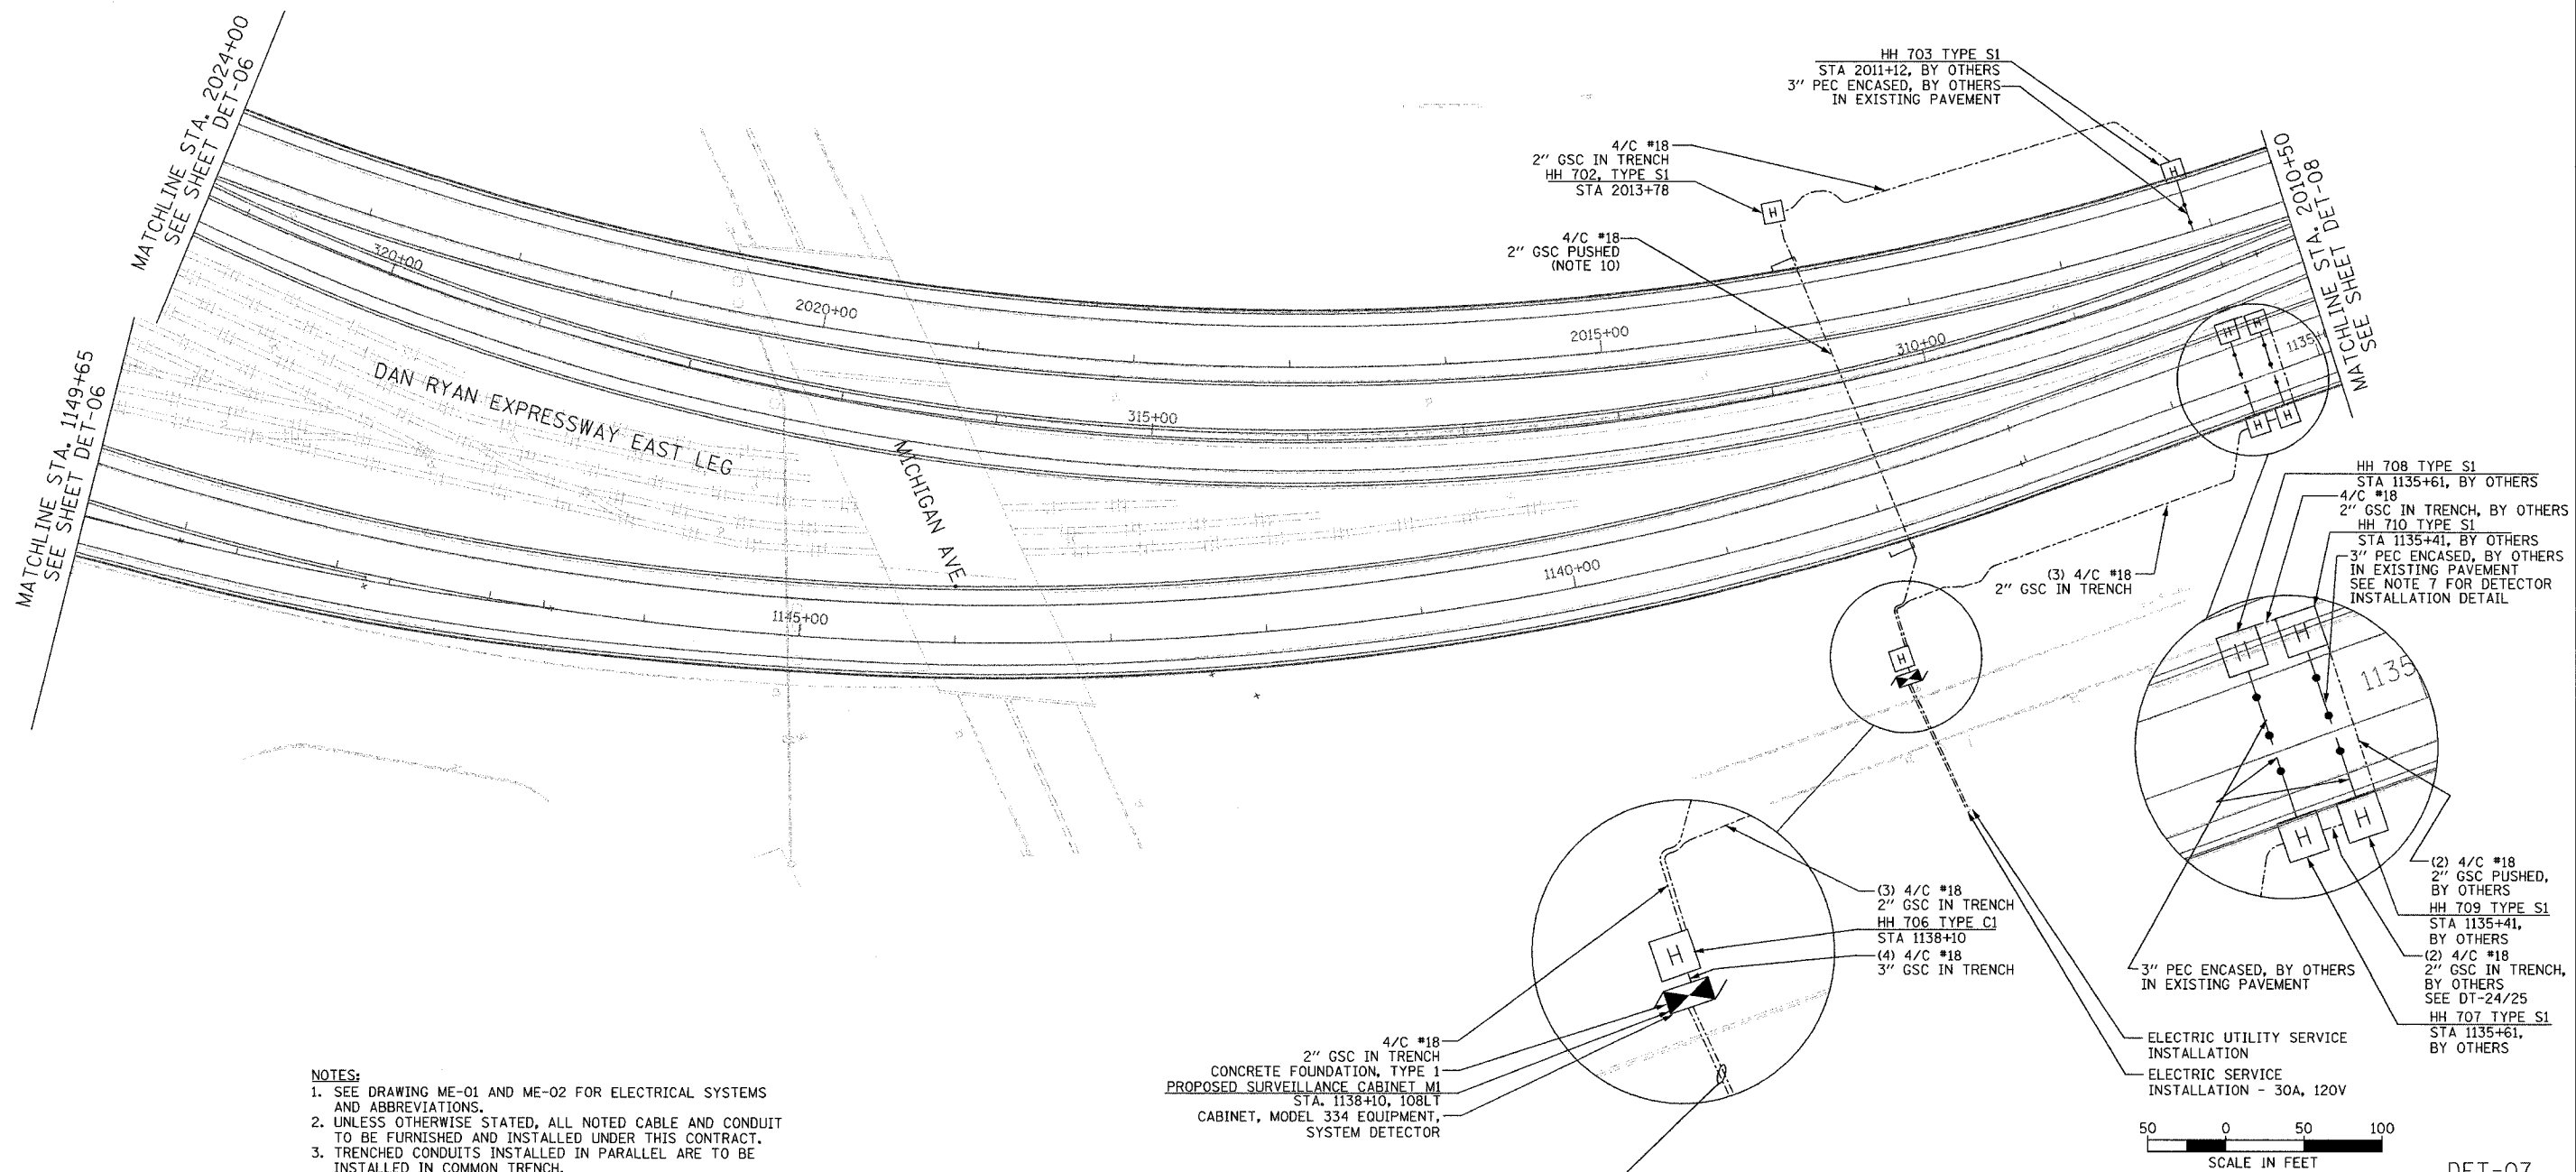 MATCHLINE STA. 2024+00
SEE SHEET DET-06
MATCHLINE STA. 1149+65
SEE SHEET DET-06
320+00
2020+00
DAN RYAN EXPRESSWAY EAST LEG
MICHIGAN AVE.
315+00
2015+00
310+00
1145+00
1140+00
1135+
HH 703 TYPE S1
STA 2011+12, BY OTHERS
3" PEC ENCASED, BY OTHERS
IN EXISTING PAVEMENT
4/C #18
2" GSC IN TRENCH
HH 702, TYPE S1
STA 2013+78
H
H
4/C #18
2" GSC PUSHED
(NOTE 10)
MATCHLINE STA. 2010+50
SEE SHEET DET-08
H
H
H
H
(3) 4/C #18
2" GSC IN TRENCH
H
HH 708 TYPE S1
STA 1135+61, BY OTHERS
4/C #18
2" GSC IN TRENCH, BY OTHERS
HH 710 TYPE S1
STA 1135+41, BY OTHERS
3" PEC ENCASED, BY OTHERS
IN EXISTING PAVEMENT
SEE NOTE 7 FOR DETECTOR
INSTALLATION DETAIL
H
H
1135
H
H
(2) 4/C #18
2" GSC PUSHED,
BY OTHERS
HH 709 TYPE S1
STA 1135+41,
BY OTHERS
(2) 4/C #18
2" GSC IN TRENCH,
BY OTHERS
SEE DT-24/25
HH 707 TYPE S1
STA 1135+61,
BY OTHERS
3" PEC ENCASED, BY OTHERS
IN EXISTING PAVEMENT
(3) 4/C #18
2" GSC IN TRENCH
HH 706 TYPE C1
STA 1138+10
(4) 4/C #18
3" GSC IN TRENCH
H
4/C #18
2" GSC IN TRENCH
CONCRETE FOUNDATION, TYPE 1
PROPOSED SURVEILLANCE CABINET M1
STA. 1138+10, 108LT
CABINET, MODEL 334 EQUIPMENT,
SYSTEM DETECTOR
ELECTRIC UTILITY SERVICE
INSTALLATION
ELECTRIC SERVICE
INSTALLATION - 30A, 120V
50 0 50 100
SCALE IN FEET
DET-07
NOTES:
1. SEE DRAWING ME-01 AND ME-02 FOR ELECTRICAL SYSTEMS
AND ABBREVIATIONS.
2. UNLESS OTHERWISE STATED, ALL NOTED CABLE AND CONDUIT
TO BE FURNISHED AND INSTALLED UNDER THIS CONTRACT.
3. TRENCHED CONDUITS INSTALLED IN PARALLEL ARE TO BE
INSTALLED IN COMMON TRENCH.